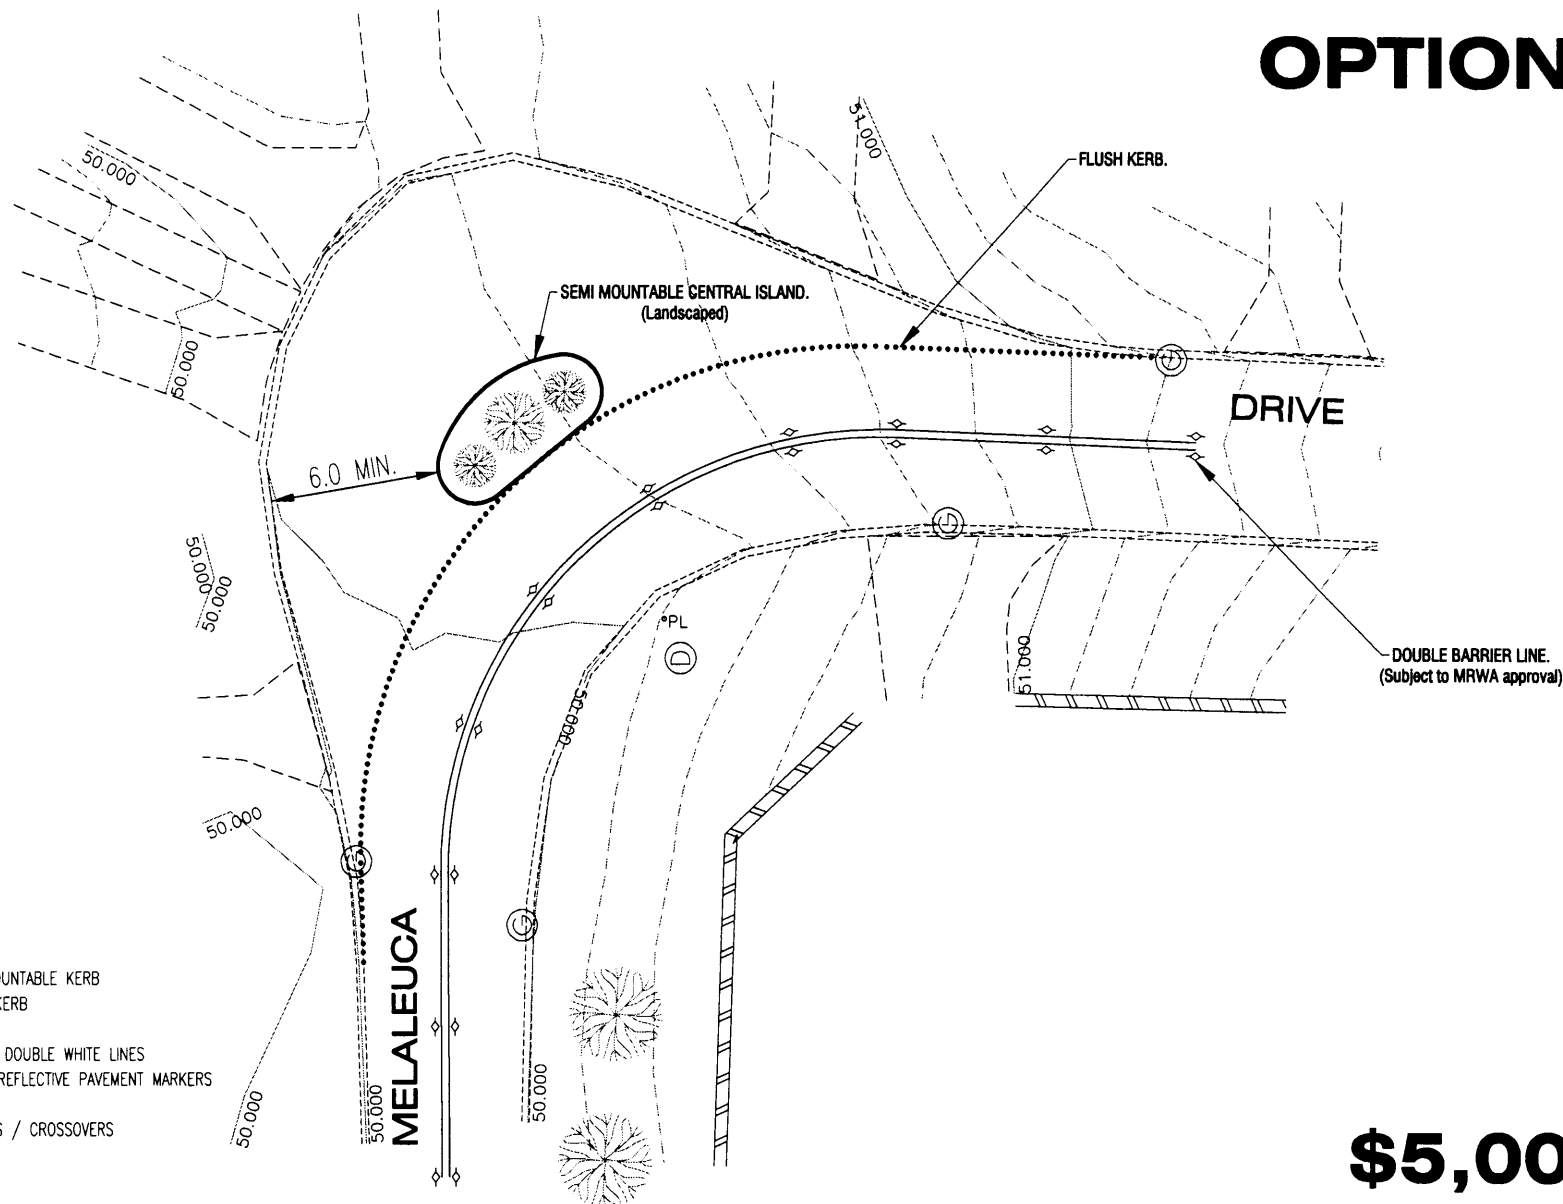 OPTION
51.000
FLUSH KERB.
50.000
SEMI MOUNTABLE CENTRAL ISLAND.
(Landscaped)
50.000
DRIVE
6.0 MIN.
G
G
50.000
50.000
°PL
D
51.000
DOUBLE BARRIER LINE.
(Subject to MRWA approval)
50.000
50.000
G
G
MELALEUCA
OUNTABLE KERB
KERB
DOUBLE WHITE LINES
REFLECTIVE PAVEMENT MARKERS
S / CROSSOVERS
50.000
50.000
50.000
$5,00